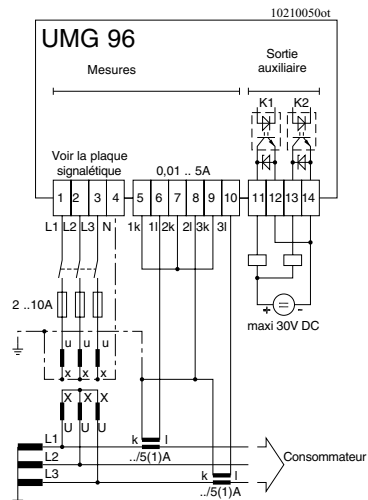 10210050ot
UMG 96
Mesures
Sortie
auxiliaire
K1 K2
Voir la plaque
signalétique
0,01 .. 5A
1 2 3 4 5 6 7 8 9 10 11 12 13 14
L1 L2 L3 N 1k 1l 2k 2l 3k 3l
2 ..10A
+ = -
maxi 30V DC
u u u
x x x
X X X
U U U
L1
k l
../5(1)A
L2
Consommateur
L3
k l
../5(1)A